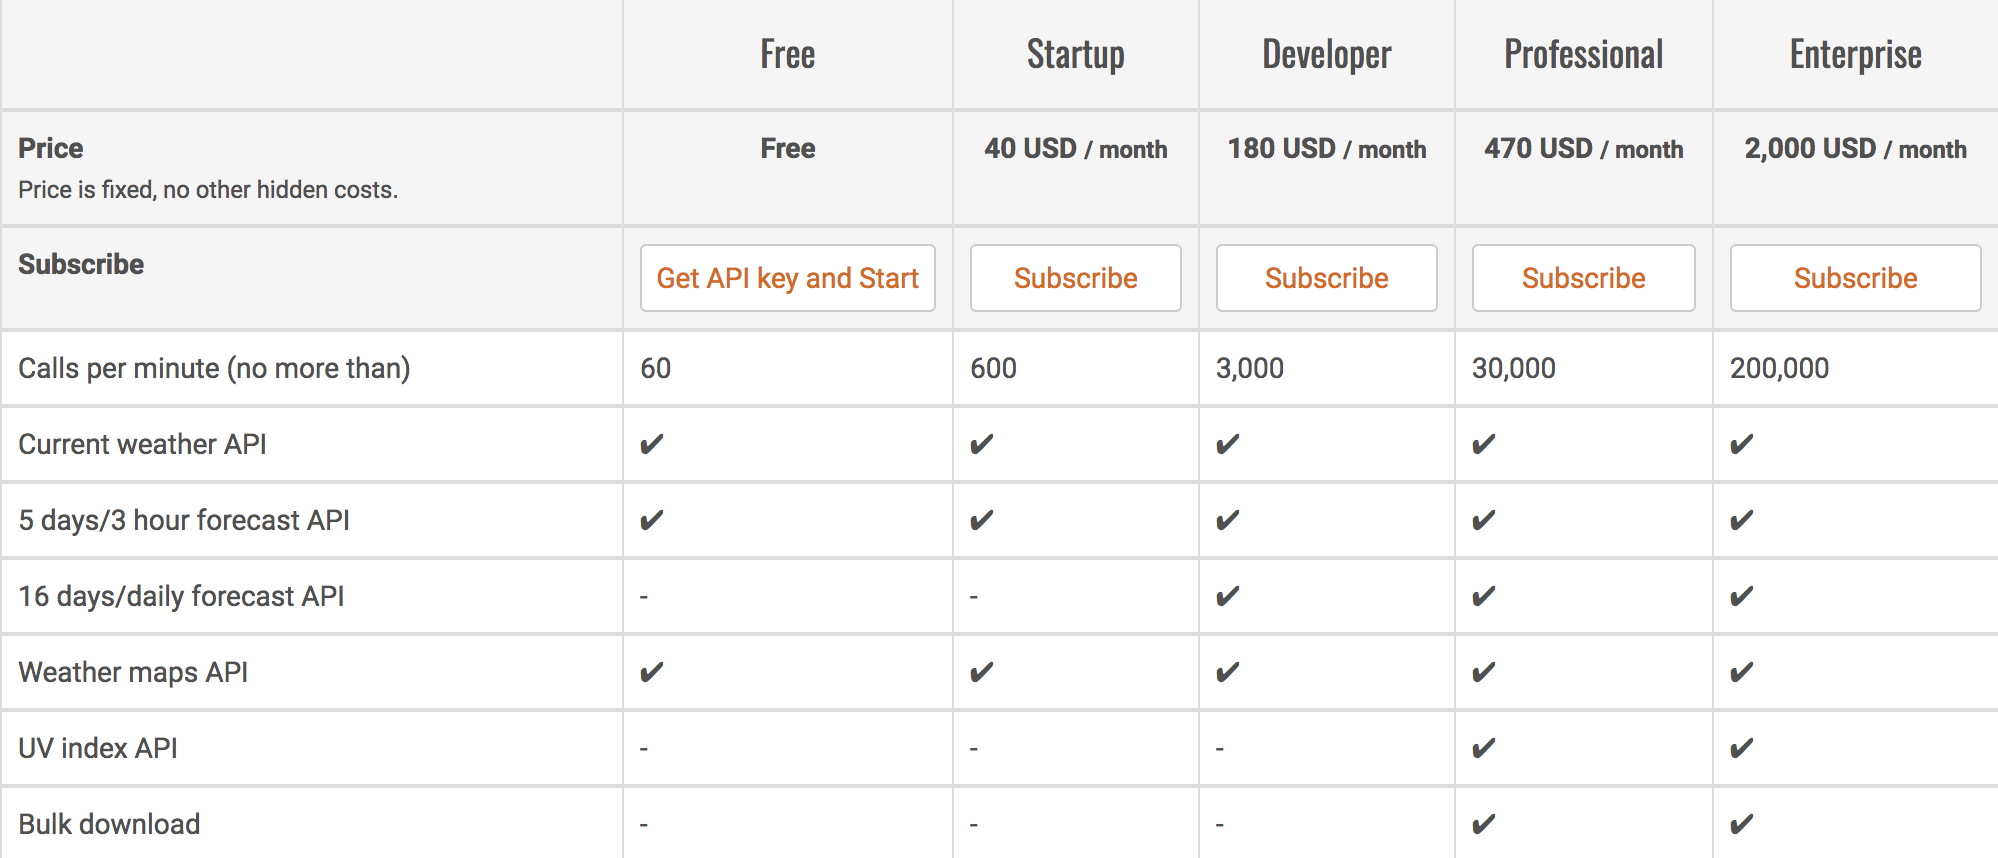 Free Startup Developer Professional Enterprise
Price Free 40 USD / month 180 USD / month 470 USD / month 2,000 USD / month
Price is fixed, no other hidden costs.
Subscribe Get API key and Start Subscribe Subscribe Subscribe Subscribe
Calls per minute (no more than) 60 600 3,000 30,000 200,000
Current weather API ✔ ✔ ✔ ✔ ✔
5 days/3 hour forecast API ✔ ✔ ✔ ✔ ✔
16 days/daily forecast API - - ✔ ✔ ✔
Weather maps API ✔ ✔ ✔ ✔ ✔
UV index API - - - ✔ ✔
Bulk download - - - ✔ ✔